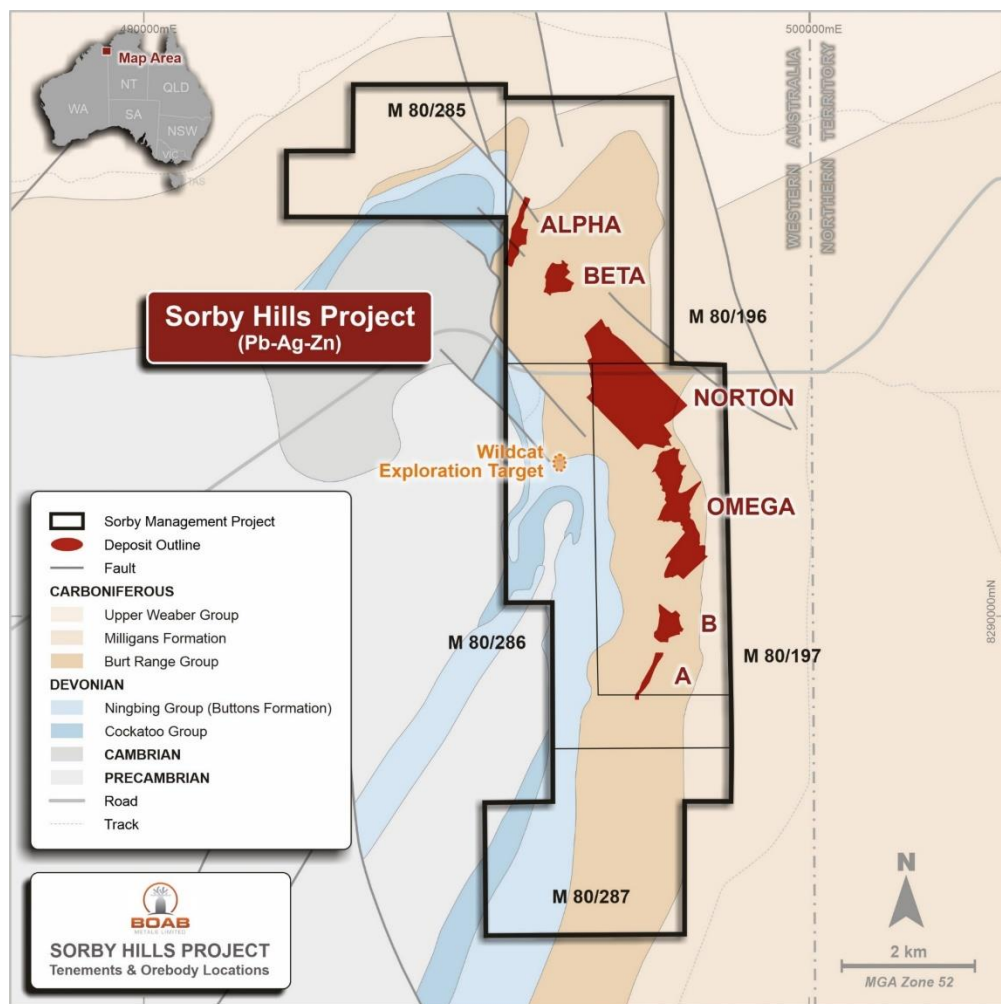 490000mE
500000mE
Map Area
NT
QLD
WA
SA
NSW
VIC
TAS
WESTERN AUSTRALIA
NORTHERN TERRITORY
M 80/285
ALPHA
BETA
Sorby Hills Project
(Pb-Ag-Zn)
M 80/196
NORTON
Wildcat
Exploration Target
OMEGA
8290000mN
B
M 80/286
M 80/197
A
Sorby Management Project
Deposit Outline
Fault
CARBONIFEROUS
Upper Weaber Group
Milligans Formation
Burt Range Group
DEVONIAN
Ningbing Group (Buttons Formation)
Cockatoo Group
CAMBRIAN
PRECAMBRIAN
Road
Track
M 80/287
BOAB
METALS LIMITED
SORBY HILLS PROJECT
Tenements & Orebody Locations
N
2 km
MGA Zone 52